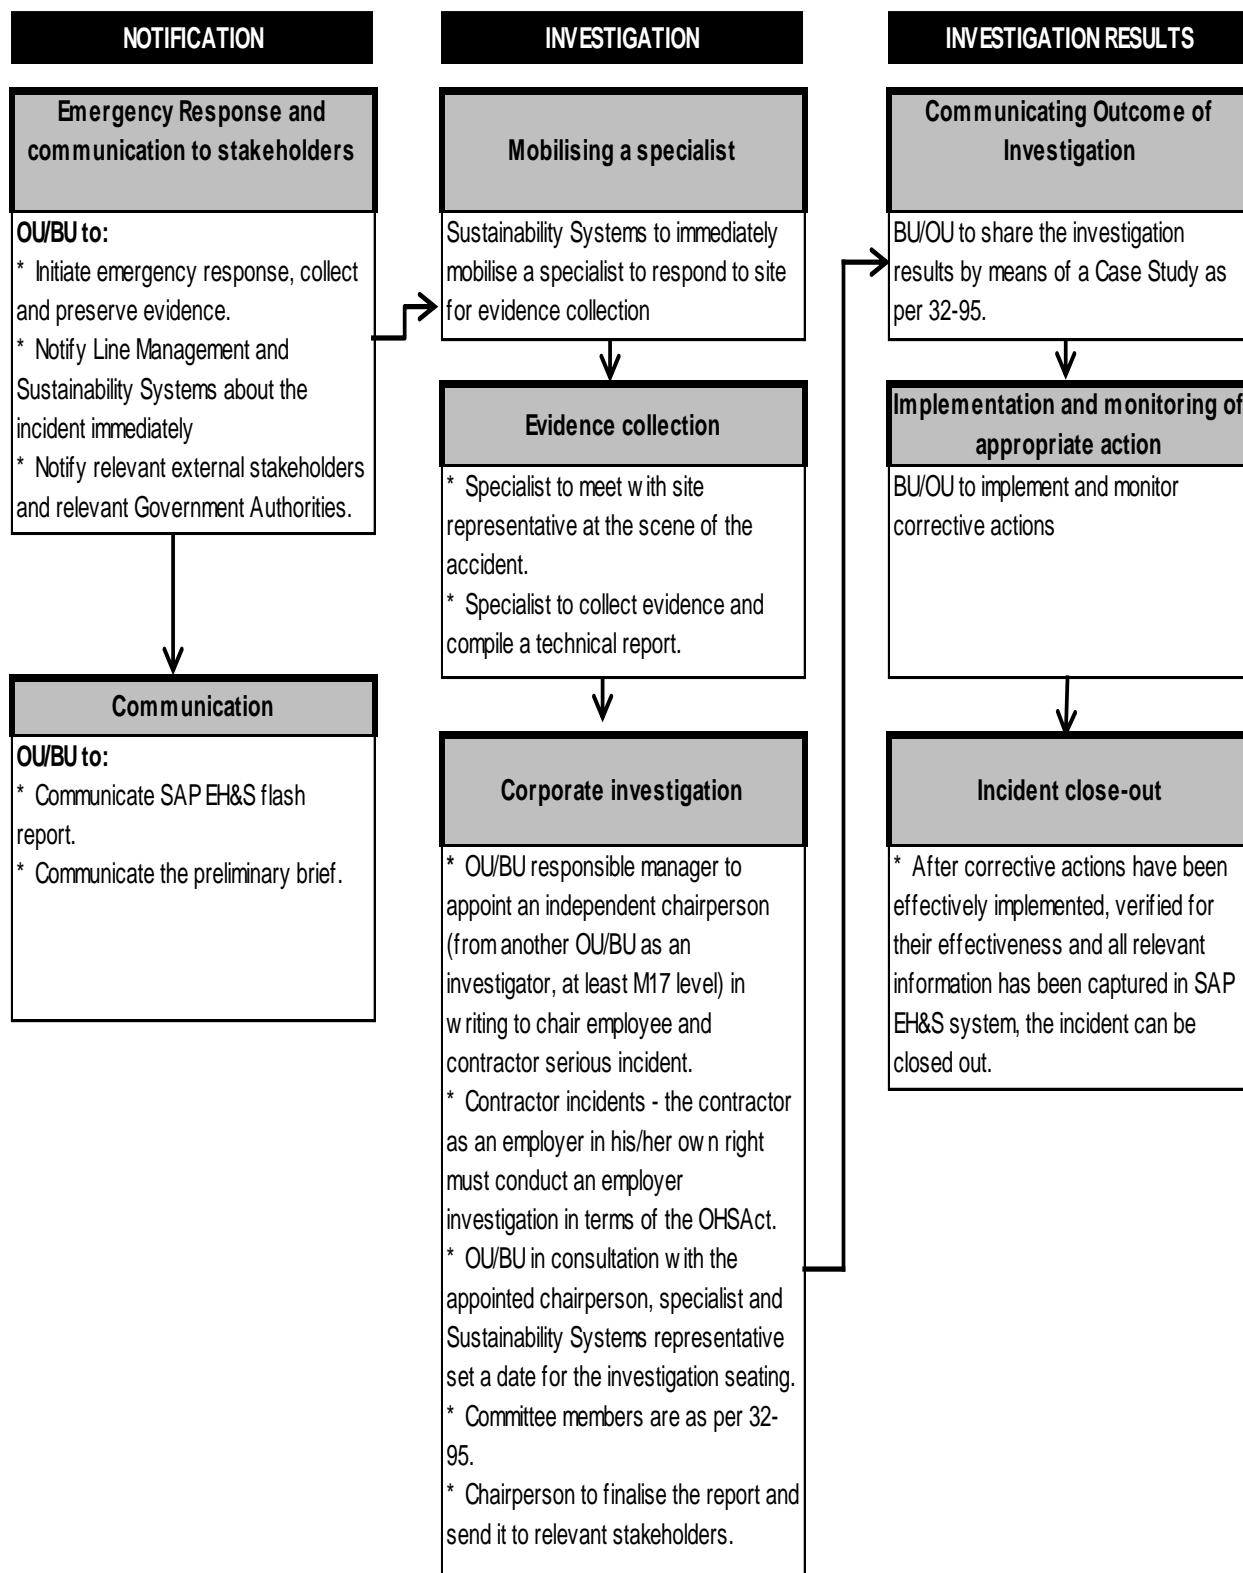 NOTIFICATION
Emergency Response and
communication to stakeholders
OU/BU to:
* Initiate emergency response, collect
and preserve evidence.
* Notify Line Management and
Sustainability Systems about the
incident immediately
* Notify relevant external stakeholders
and relevant Government Authorities.
Communication
OU/BU to:
* Communicate SAP EH&S flash
report.
* Communicate the preliminary brief.
INVESTIGATION
Mobilising a specialist
Sustainability Systems to immediately
mobilise a specialist to respond to site
for evidence collection
Evidence collection
* Specialist to meet with site
representative at the scene of the
accident.
* Specialist to collect evidence and
compile a technical report.
Corporate investigation
* OU/BU responsible manager to
appoint an independent chairperson
(from another OU/BU as an
investigator, at least M17 level) in
writing to chair employee and
contractor serious incident.
* Contractor incidents - the contractor
as an employer in his/her own right
must conduct an employer
investigation in terms of the OHSAct.
* OU/BU in consultation with the
appointed chairperson, specialist and
Sustainability Systems representative
set a date for the investigation seating.
* Committee members are as per 32-
95.
* Chairperson to finalise the report and
send it to relevant stakeholders.
INVESTIGATION RESULTS
Communicating Outcome of
Investigation
BU/OU to share the investigation
results by means of a Case Study as
per 32-95.
Implementation and monitoring of
appropriate action
BU/OU to implement and monitor
corrective actions
Incident close-out
* After corrective actions have been
effectively implemented, verified for
their effectiveness and all relevant
information has been captured in SAP
EH&S system, the incident can be
closed out.